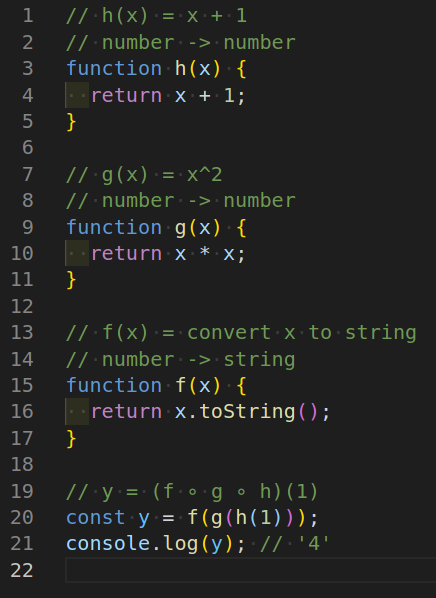 1 // h(x) = x + 1
2 // number -> number
3 function h(x) {
4   return x + 1;
5 }
6
7 // g(x) = x^2
8 // number -> number
9 function g(x) {
10   return x * x;
11 }
12
13 // f(x) = convert x to string
14 // number -> string
15 function f(x) {
16   return x.toString();
17 }
18
19 // y = (f ∘ g ∘ h)(1)
20 const y = f(g(h(1)));
21 console.log(y); // '4'
22